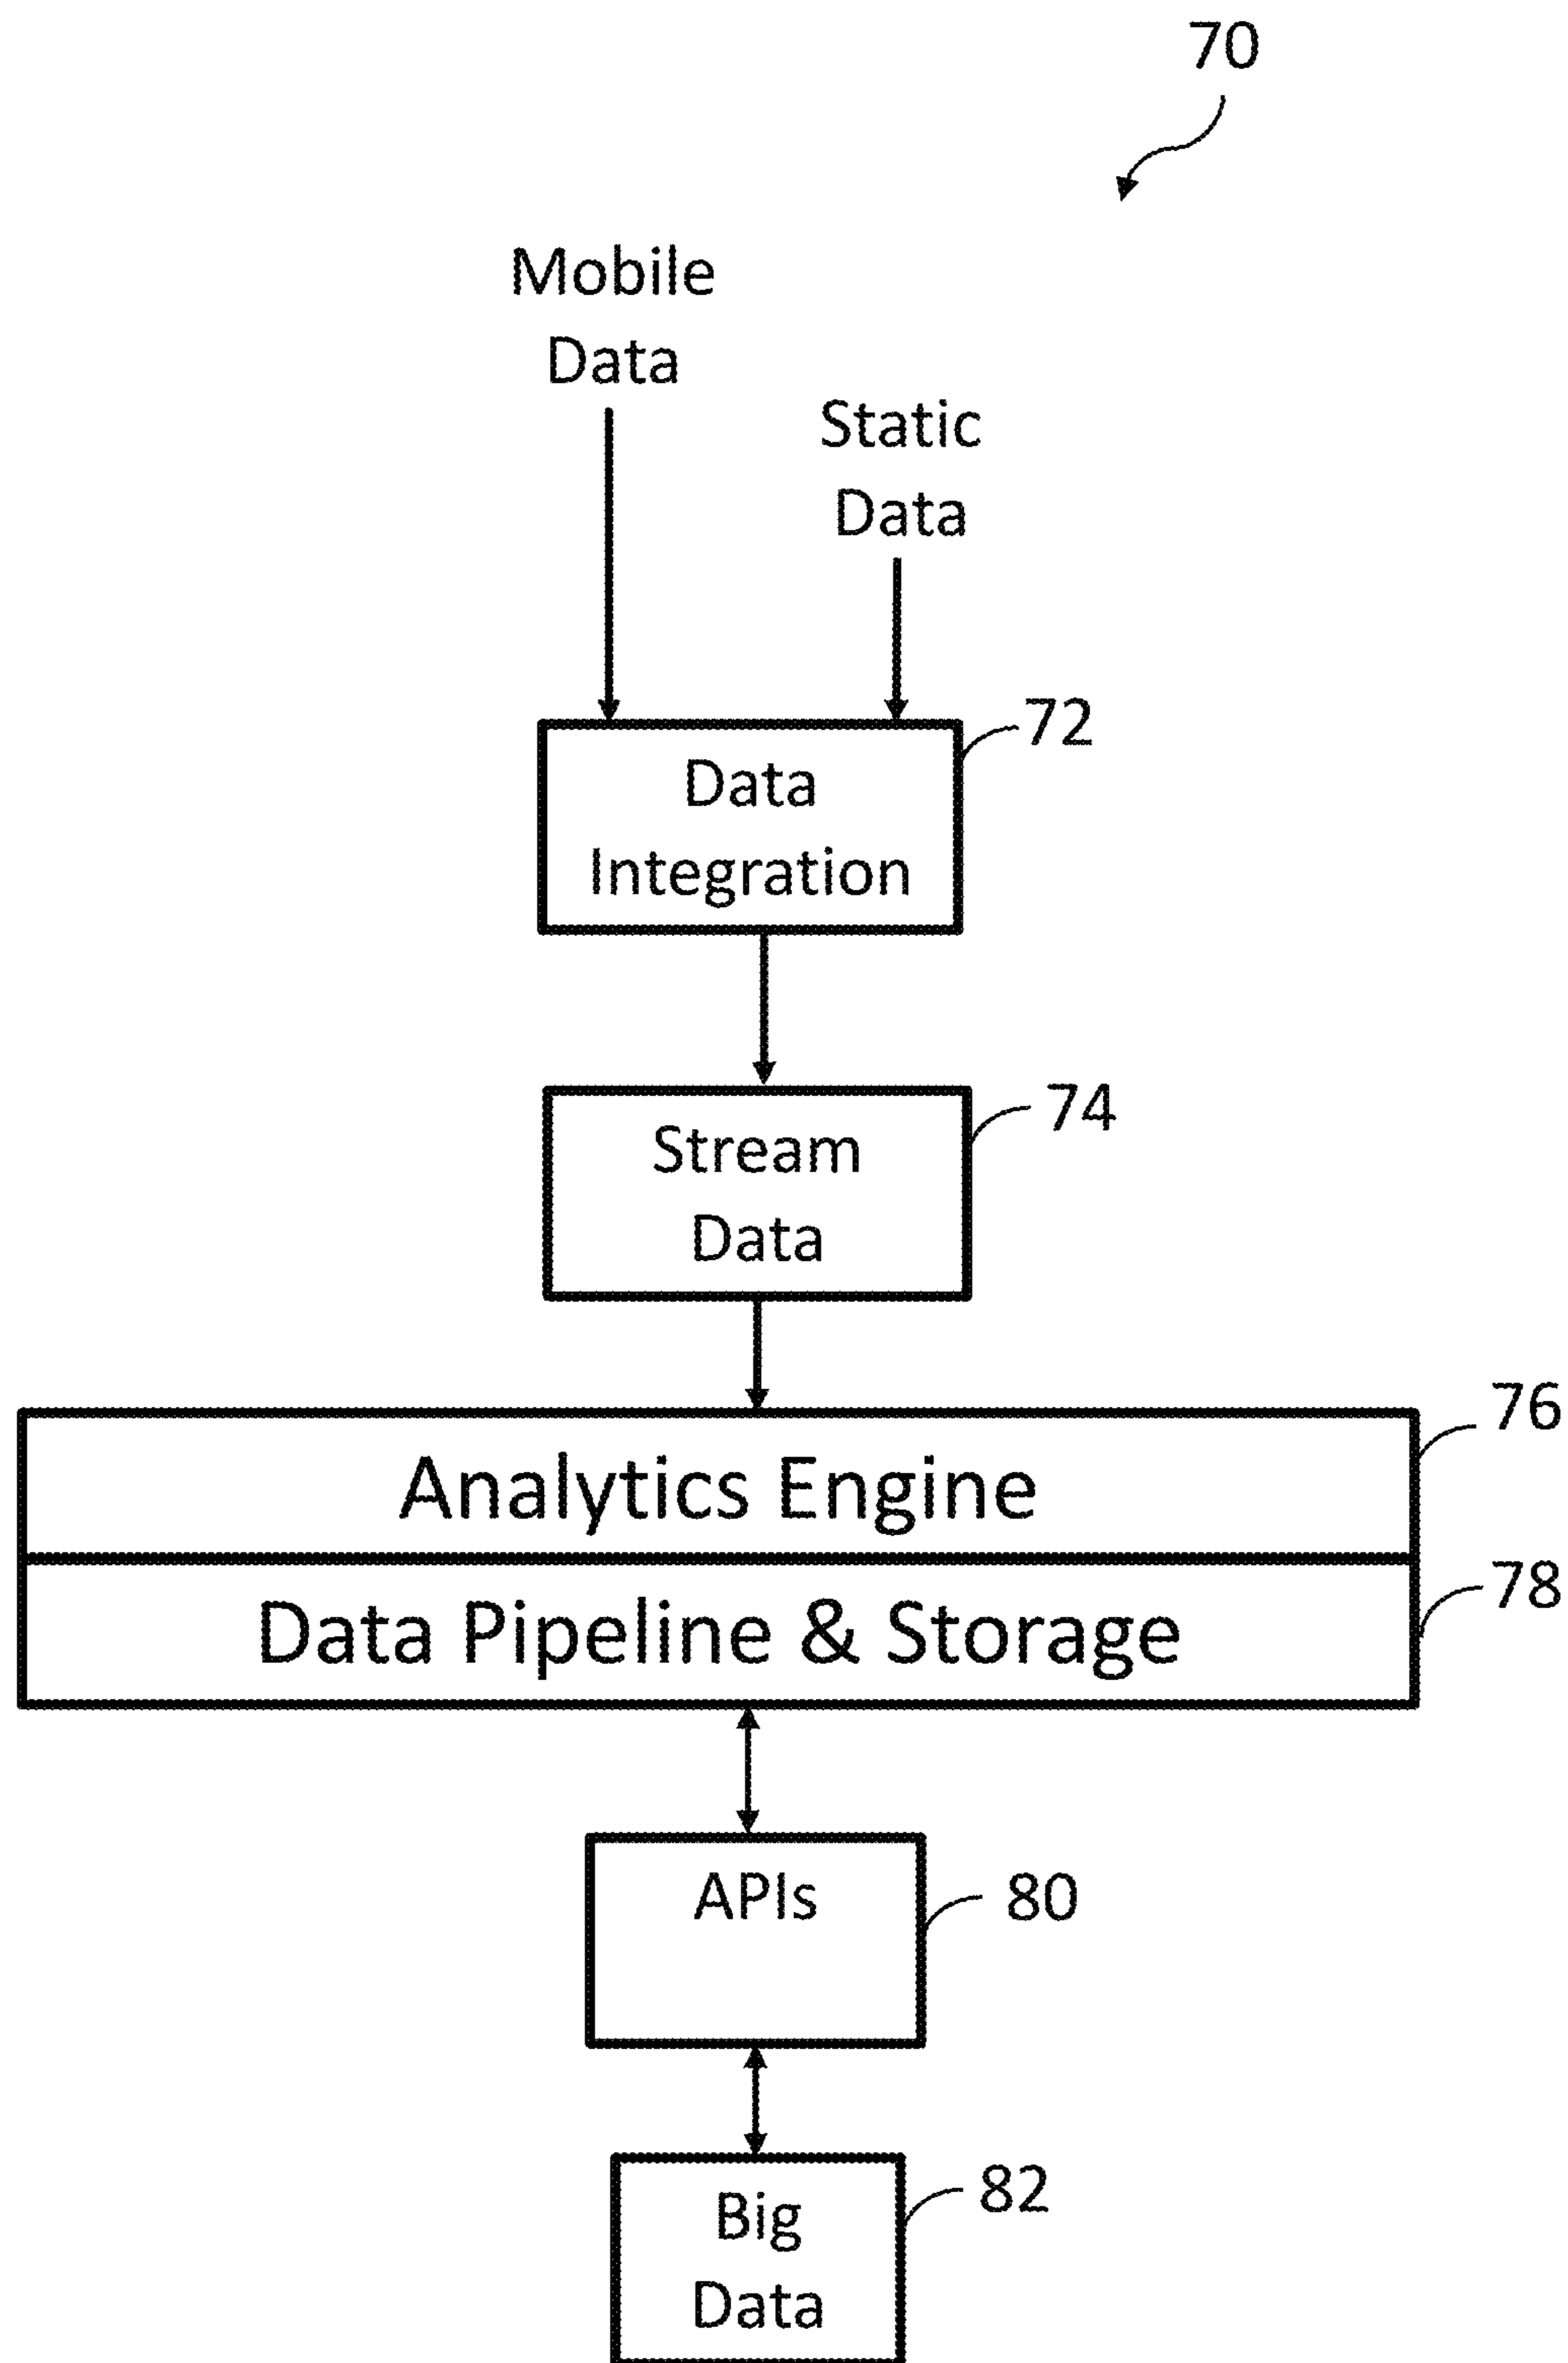 70
Mobile
Data
Static
Data
72
Data
Integration
74
Stream
Data
76
Analytics Engine
78
Data Pipeline & Storage
APIs
80
82
Big
Data